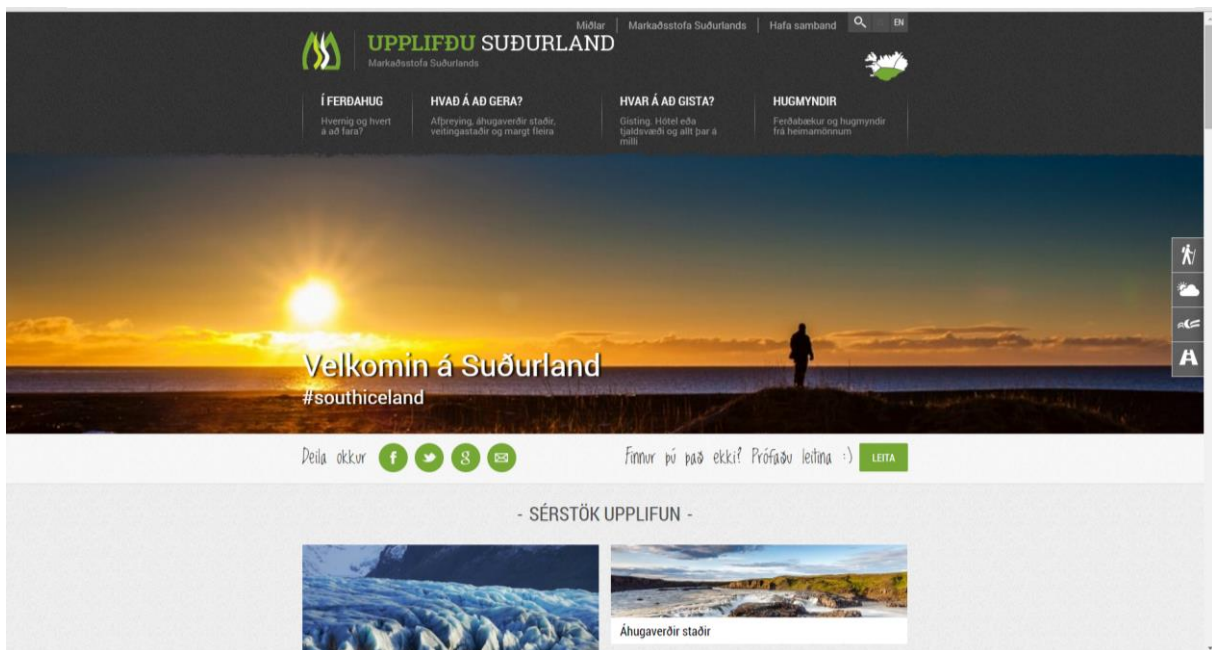 Miðlar
Markaðsstofa Suðurlands
Hafa samband
EN
UPPLIFÐU SUÐURLAND
Markaðsstofa Suðurlands
Í FERÐAHUG
Hvernig og hvert
á að fara?
HVAÐ Á AÐ GERA?
Afþreying, áhugaverðir staðir,
veitingastaðir og margt fleira
HVAR Á AÐ GISTA?
Gisting. Hótel eða
tjaldsvæði og allt þar á
milli
HUGMYNDIR
Ferðabækur og hugmyndir
frá heimamönnum
Velkomin á Suðurland
#southiceland
Deila okkur
Finnur þú það ekki? Prófaðu leitina :)
LEITA
- SÉRSTÖK UPPLIFUN -
Áhugaverðir staðir